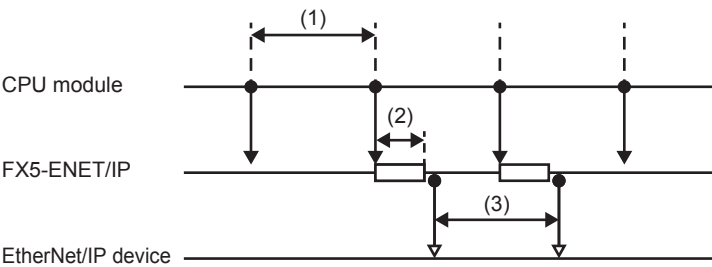 (1)
CPU module
(2)
FX5-ENET/IP
(3)
EtherNet/IP device